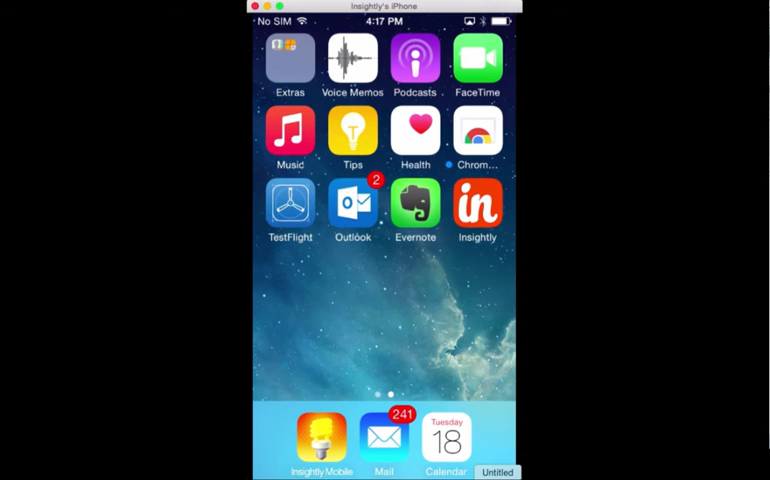 Insightly's iPhone
No SIM 4:17 PM
Extras Voice Memos Podcasts FaceTime
Music Tips Health Chrom...
2
TestFlight Outlook Evernote Insightly
in
241
Tuesday
18
Insightly Mobile Mail Calendar Untitled